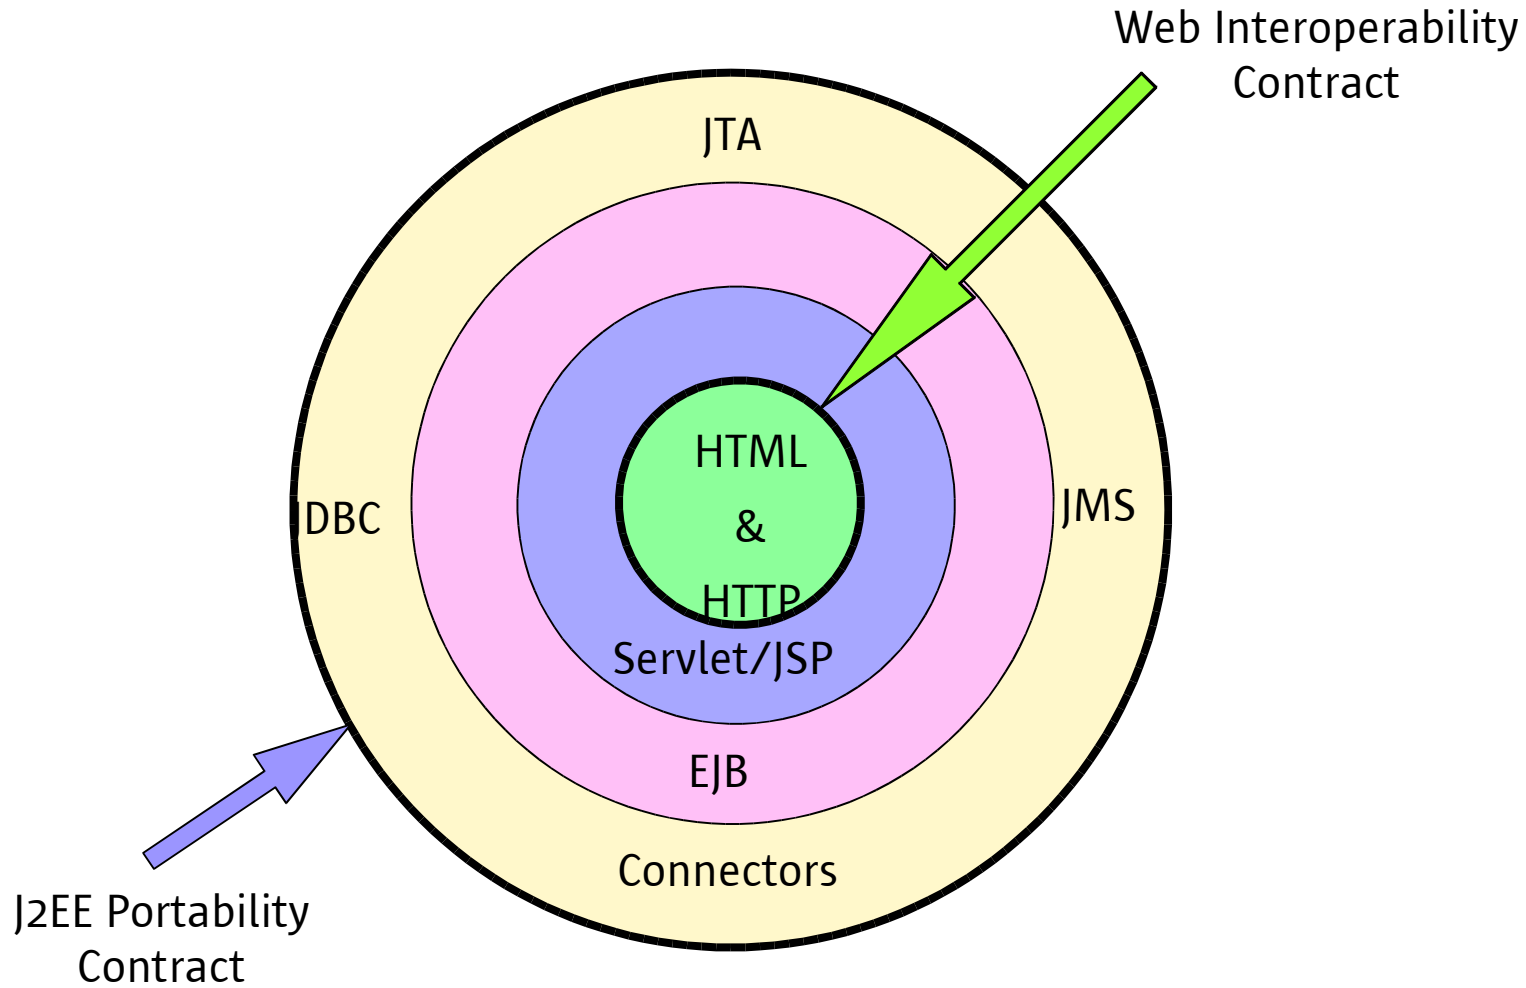 Web Interoperability
Contract
JTA
HTML
&
HTTP
JDBC
JMS
Servlet/JSP
EJB
Connectors
J2EE Portability
Contract